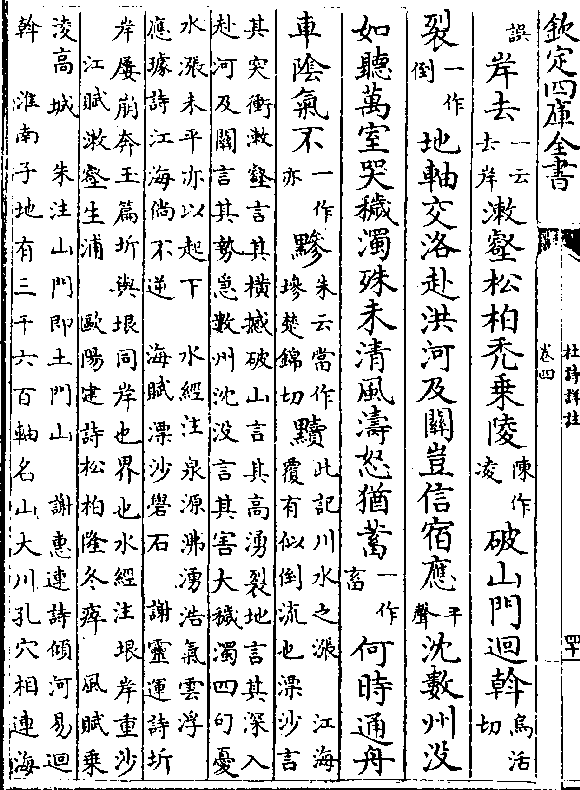 欽定四庫全書
杜詩詳註
卷四
四十
誤岸去一云去岸漱壑松柏禿乘陵陳作凌破山門迴斡烏活切
裂一作倒地軸交洛赴洪河及關豈信宿應平聲沈數州沒
如聽萬室哭穢濁殊未清風濤怒猶蓄一作畜何時通舟
車陰氣不一作亦黲朱云當作墋楚錦切黷此記川水之漲 江海
覆有似倒流也漂沙言
其突衝漱壑言其橫撼破山言其高湧裂地言其深入
赴河及關言其勢急數州沈没言其害大穢濁四句憂
水漲未平亦以起下 水經注泉源沸湧浩氣雲浮
應璩詩江海倘不逆 海賦漂沙礐石 謝靈運詩圻
岸屢崩奔玉篇圻與垠同岸也界也水經注垠岸重沙
江賦漱壑生浦 歐陽建詩松柏隆冬瘁 風賦乘
淩高城 朱注山門即土門山 謝惠連詩傾河易迴
斡 淮南子地有三千六百軸名山大川孔穴相連海